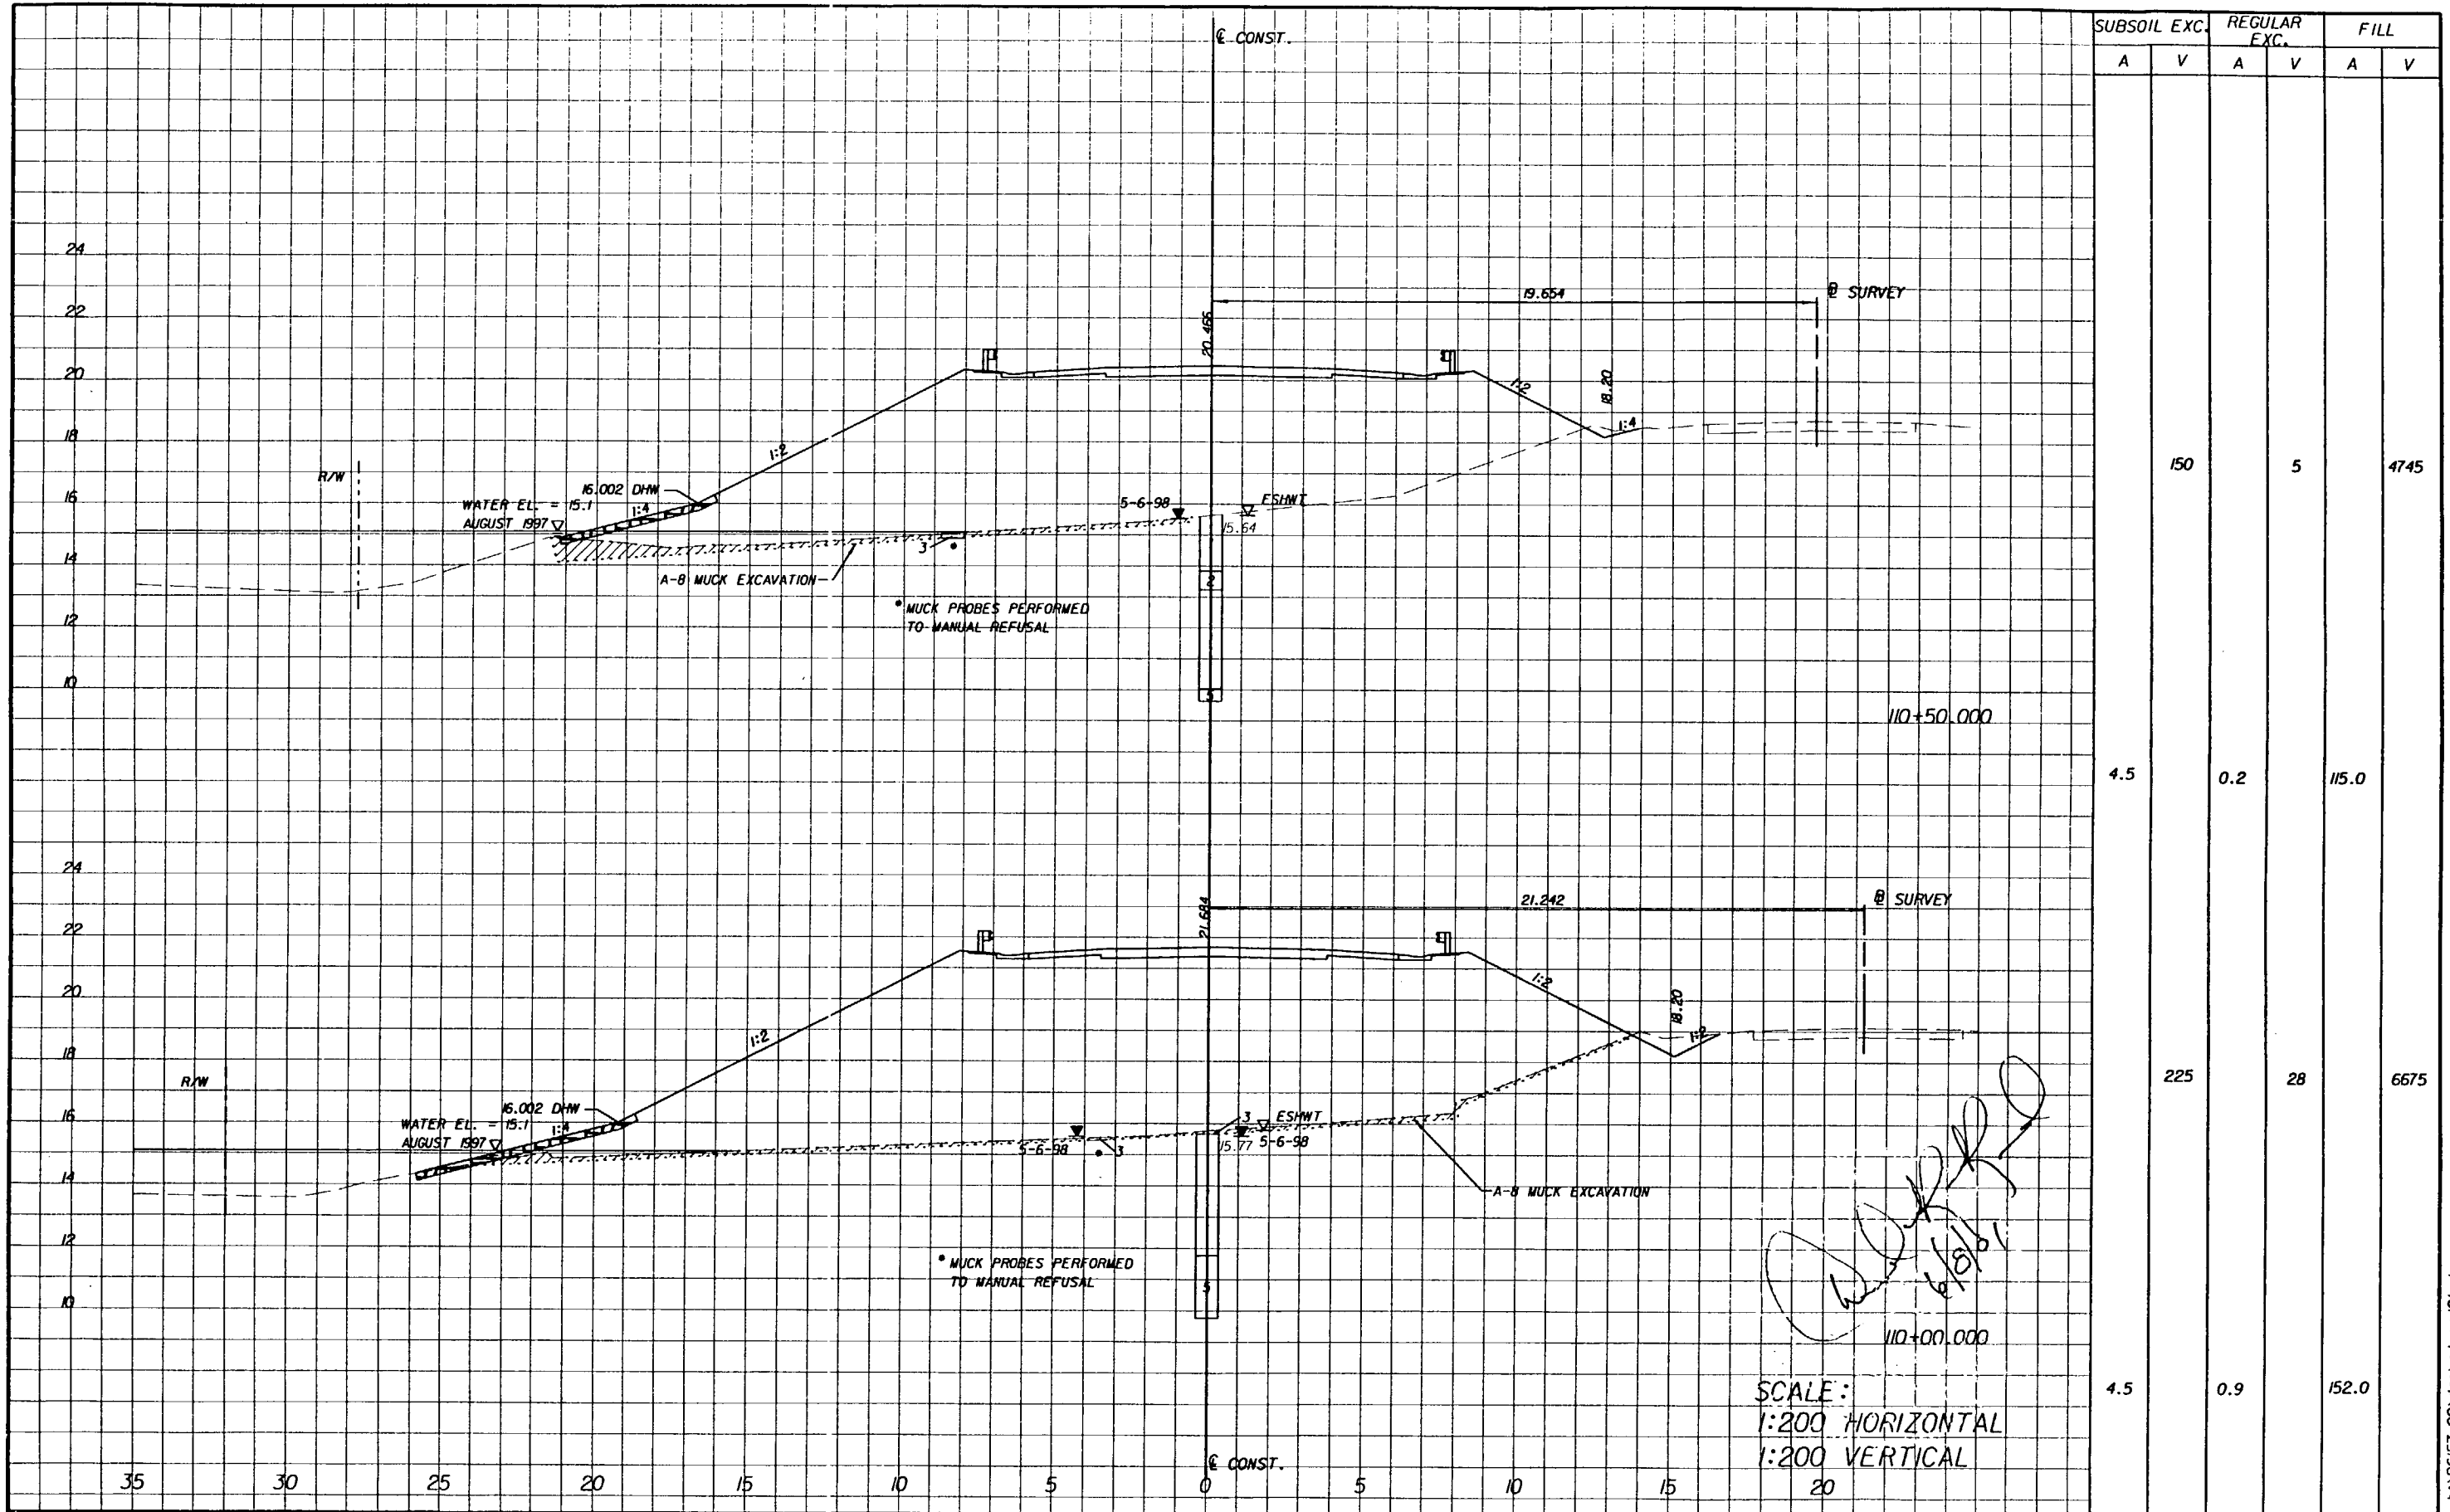 ℄ CONST.
SUBSOIL EXC. REGULAR EXC. FILL
A V A V A V
24
22
20
18
16
14
12
10
19.654
℄ SURVEY
20.466
1:2
18.20
1:4
1:2
R/W
16.002 DHW
WATER EL. = 15.1
1:4
AUGUST 1997
5-6-98
ESHWT
15.64
3
A-8 MUCK EXCAVATION
2
* MUCK PROBES PERFORMED
TO MANUAL REFUSAL
5
110+50.000
150 5 4745
4.5 0.2 115.0
24
22
20
18
16
14
12
10
21.242
℄ SURVEY
21.684
1:2
18.20
1:2
1:2
R/W
16.002 DHW
WATER EL. = 15.1
1:4
AUGUST 1997
3 ESHWT
5-6-98
3
15.77 5-6-98
A-8 MUCK EXCAVATION
* MUCK PROBES PERFORMED
TO MANUAL REFUSAL
5
6/8/01
110+00.000
225 28 6675
4.5 0.9 152.0
SCALE:
1:200 HORIZONTAL
1:200 VERTICAL
℄ CONST.
35 30 25 20 15 10 5 0 5 10 15 20